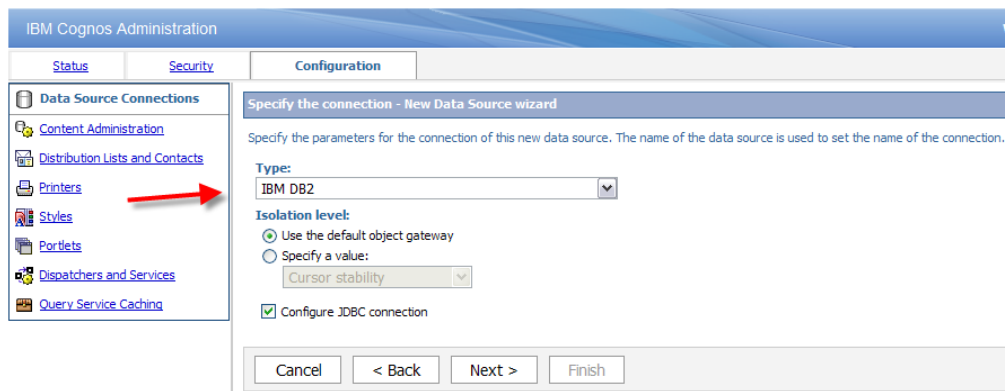 IBM Cognos Administration
Status
Security
Configuration
Data Source Connections
Content Administration
Distribution Lists and Contacts
Printers
Styles
Portlets
Dispatchers and Services
Query Service Caching
Specify the connection - New Data Source wizard
Specify the parameters for the connection of this new data source. The name of the data source is used to set the name of the connection.
Type:
IBM DB2
Isolation level:
Use the default object gateway
Specify a value:
Cursor stability
Configure JDBC connection
Cancel
< Back
Next >
Finish